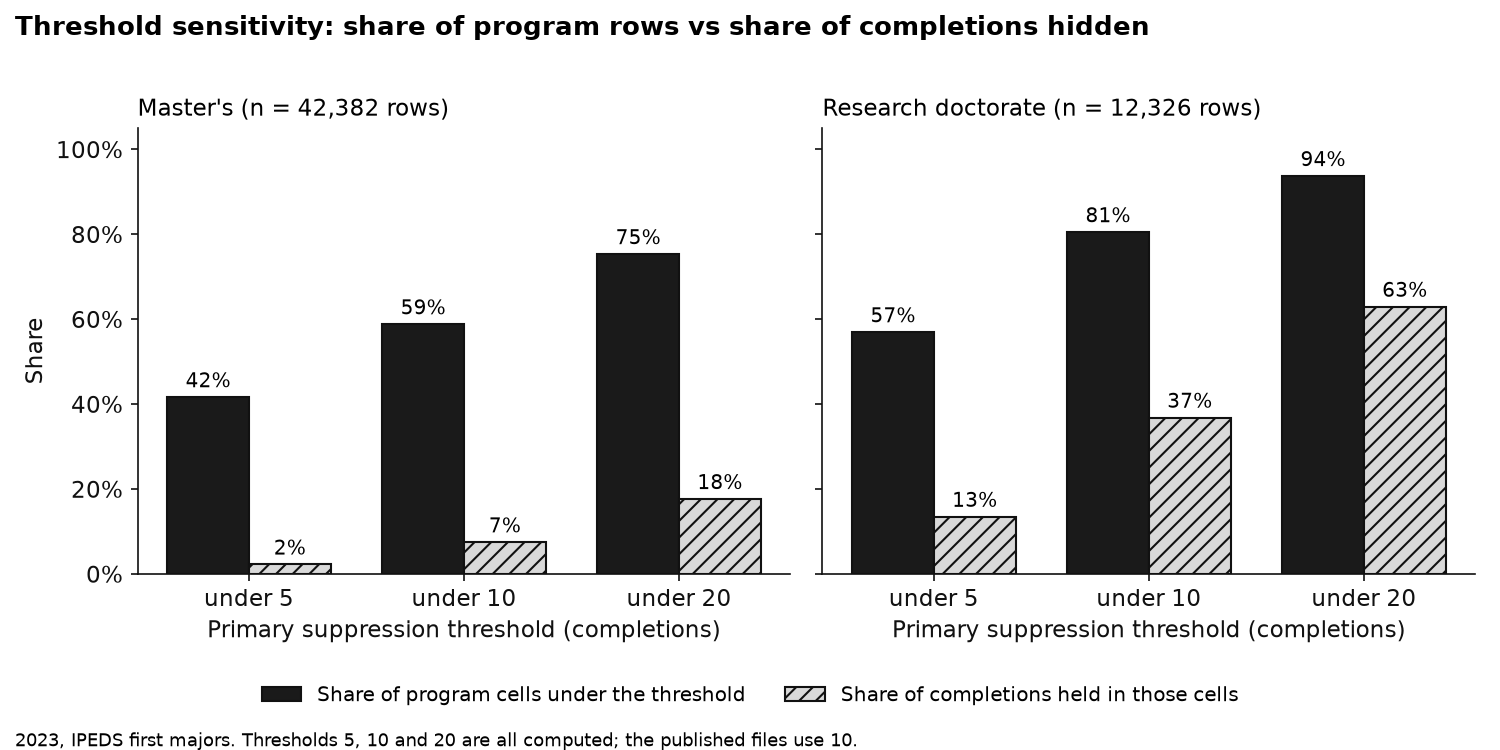 Threshold sensitivity: share of program rows vs share of completions hidden
Master's (n = 42,382 rows)
Share
100%
80%
60%
40%
20%
0%
42%
2%
59%
7%
75%
18%
under 5
under 10
under 20
Primary suppression threshold (completions)
Research doctorate (n = 12,326 rows)
57%
13%
81%
37%
94%
63%
under 5
under 10
under 20
Primary suppression threshold (completions)
Share of program cells under the threshold
Share of completions held in those cells
2023, IPEDS first majors. Thresholds 5, 10 and 20 are all computed; the published files use 10.